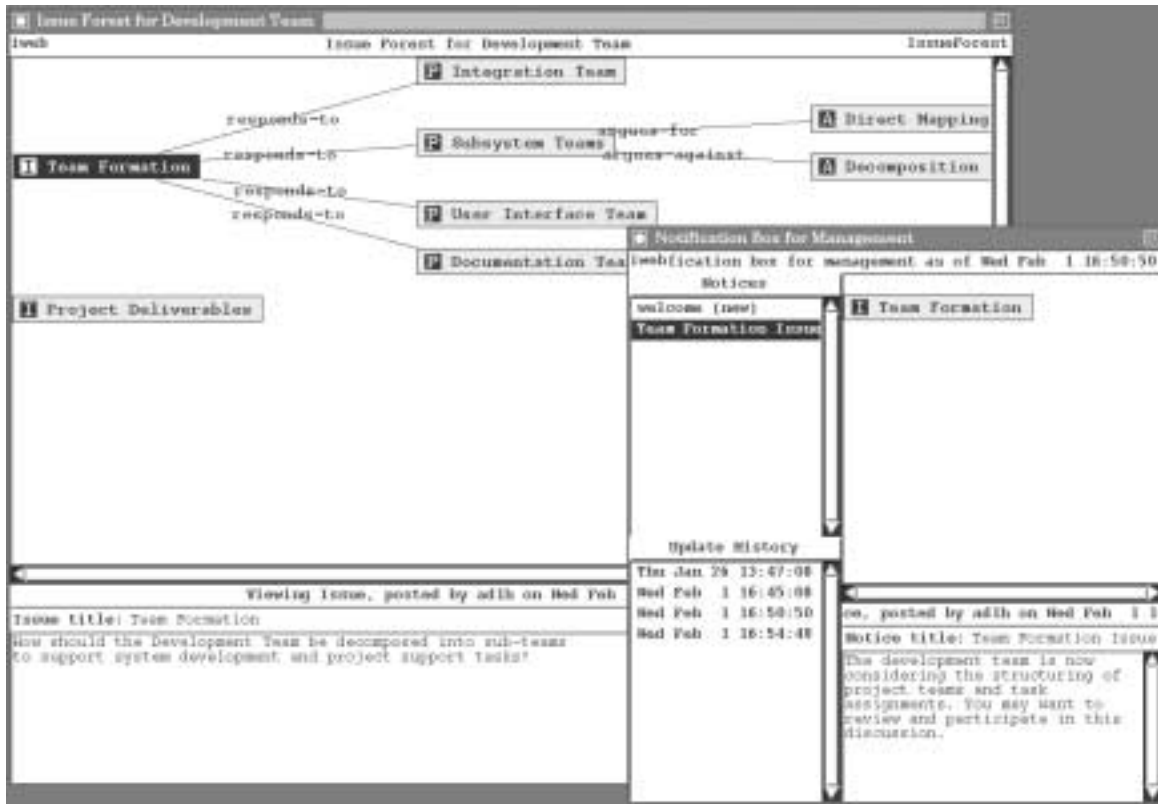 Issue Forest for Development Team
iweb Issue Forest for Development Team IssueForest
P Integration Team
responds-to
A Direct Mapping
argues-for
P Subsystem Teams
responds-to
argues-against
I Team Formation
A Decomposition
responds-to
P User Interface Team
responds-to
P Documentation Tea
I Project Deliverables
Viewing issue, posted by adih on Wed Feb
Issue title: Team Formation
How should the Development Team be decomposed into sub-teams
to support system development and project support tasks?
Notification Box for Management
iwebfication box for management as of Wed Feb 1 16:50:50
Notices
welcome (new)
Team Formation Issue
I Team Formation
Update History
Thu Jan 26 13:47:08
Wed Feb 1 16:45:08
Wed Feb 1 16:50:50
Wed Feb 1 16:54:48
ce, posted by adih on Wed Feb 1 1
Notice title: Team Formation Issue
The development team is now
considering the structuring of
project teams and task
assignments. You may want to
review and participate in this
discussion.